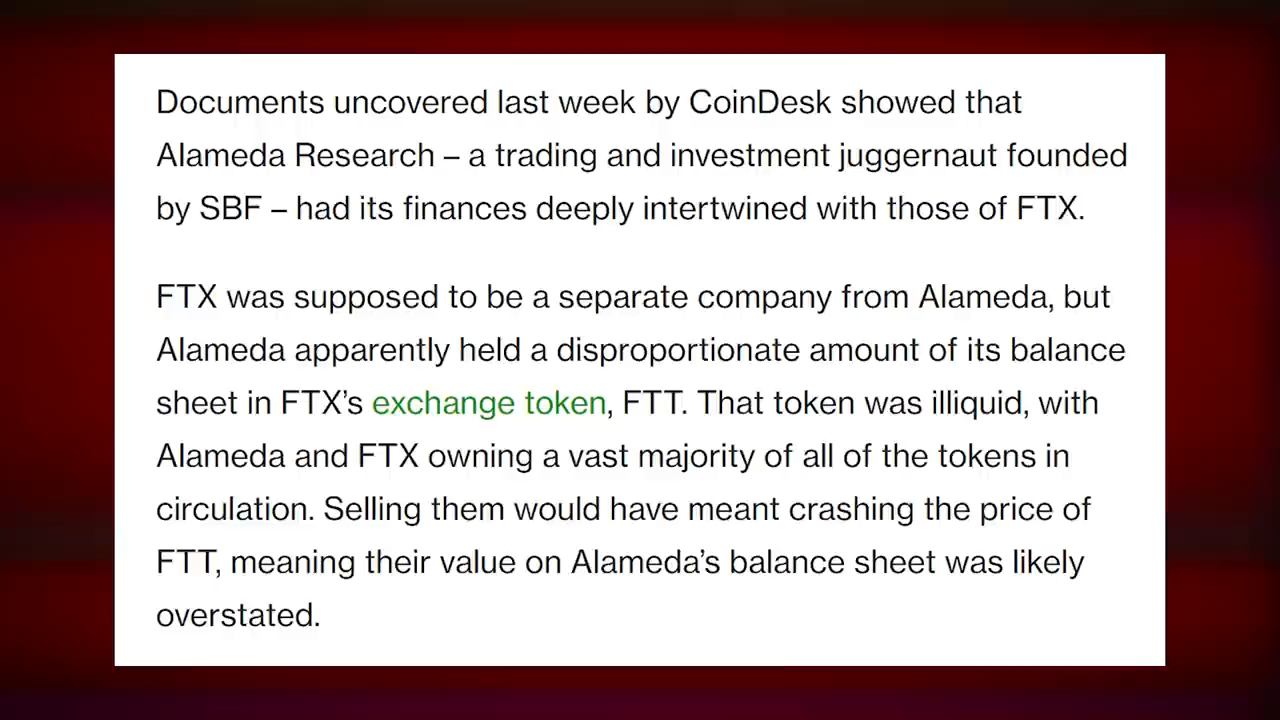 Documents uncovered last week by CoinDesk showed that
Alameda Research – a trading and investment juggernaut founded
by SBF – had its finances deeply intertwined with those of FTX.
FTX was supposed to be a separate company from Alameda, but
Alameda apparently held a disproportionate amount of its balance
sheet in FTX’s exchange token, FTT. That token was illiquid, with
Alameda and FTX owning a vast majority of all of the tokens in
circulation. Selling them would have meant crashing the price of
FTT, meaning their value on Alameda’s balance sheet was likely
overstated.